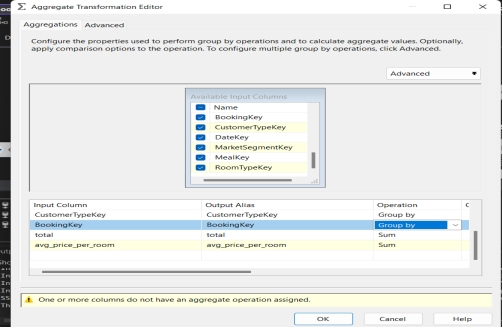 Aggregate Transformation Editor
Aggregations Advanced
Configure the properties used to perform group by operations and to calculate aggregate values. Optionally,
apply comparison options to the operation. To configure multiple group by operations, click Advanced.
Advanced
Available Input Columns
Name
BookingKey
CustomerTypeKey
DateKey
MarketSegmentKey
MealKey
RoomTypeKey
Input Column Output Alias Operation C
CustomerTypeKey CustomerTypeKey Group by
BookingKey BookingKey Group by
total total Sum
avg_price_per_room avg_price_per_room Sum
One or more columns do not have an aggregate operation assigned.
OK Cancel Help